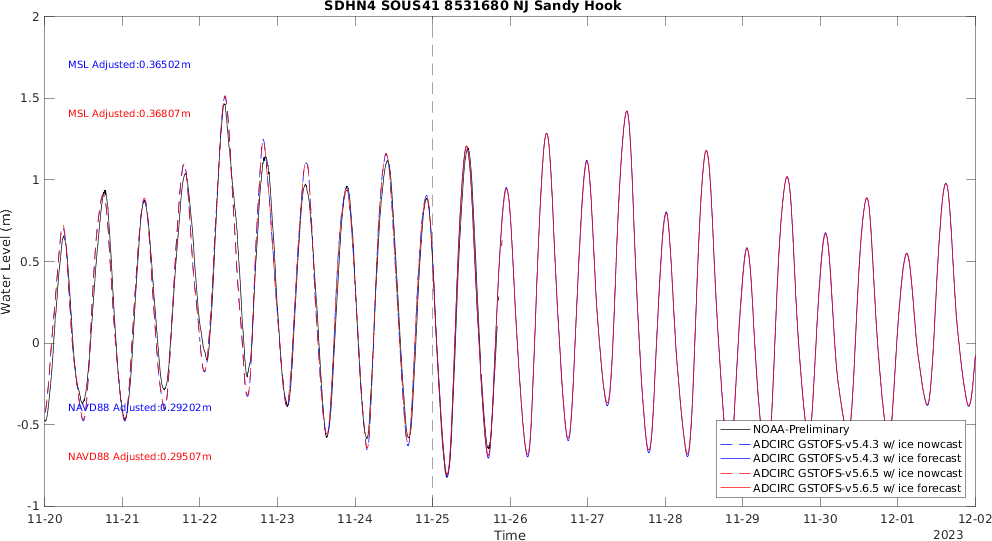 SDHN4 SOUS41 8531680 NJ Sandy Hook
2
MSL Adjusted:0.36502m
1.5
MSL Adjusted:0.36807m
1
Water Level (m)
0.5
0
NAVD88 Adjusted:0.29202m
-0.5
NAVD88 Adjusted:0.29507m
-1
NOAA-Preliminary
ADCIRC GSTOFS-v5.4.3 w/ ice nowcast
ADCIRC GSTOFS-v5.4.3 w/ ice forecast
ADCIRC GSTOFS-v5.6.5 w/ ice nowcast
ADCIRC GSTOFS-v5.6.5 w/ ice forecast
11-20 11-21 11-22 11-23 11-24 11-25 11-26 11-27 11-28 11-29 11-30 12-01 12-02
Time
2023